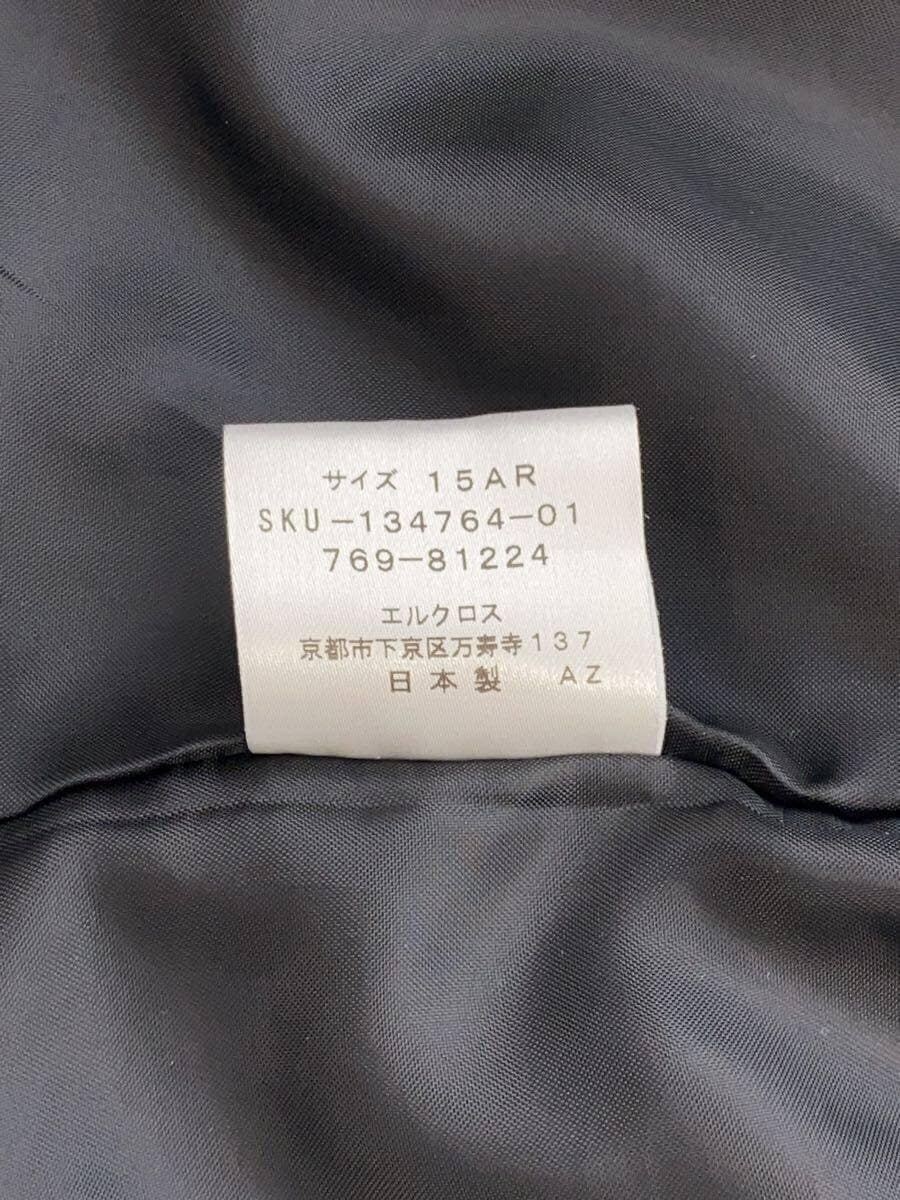 サイズ 15AR
SKU-134764-01
769-81224
エルクロス
京都市下京区万寿寺137
日本製 AZ